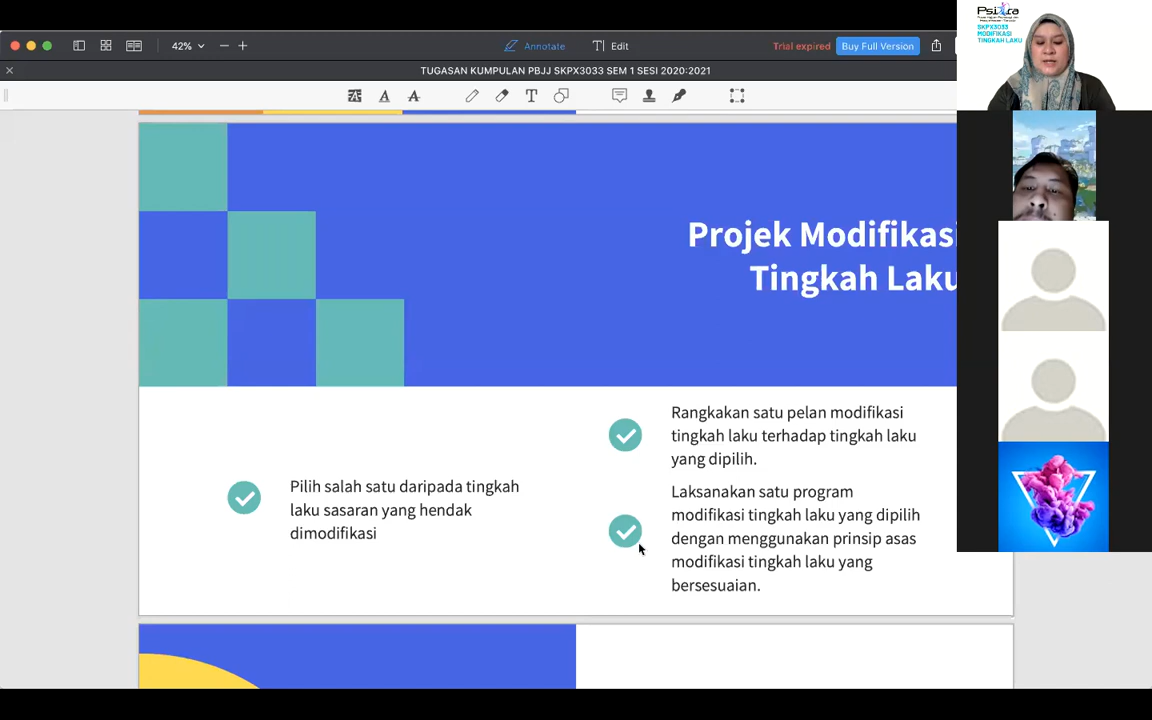 42%
Annotate
Edit
Trial expired
Buy Full Version
TUGASAN KUMPULAN PBJJ SKPX3033 SEM 1 SESI 2020:2021
Projek Modifikasi
Tingkah Laku
Pilih salah satu daripada tingkah
laku sasaran yang hendak
dimodifikasi
Rangkakan satu pelan modifikasi
tingkah laku terhadap tingkah laku
yang dipilih.
Laksanakan satu program
modifikasi tingkah laku yang dipilih
dengan menggunakan prinsip asas
modifikasi tingkah laku yang
bersesuaian.
SKPX3033
MODIFIKASI
TINGKAH LAKU